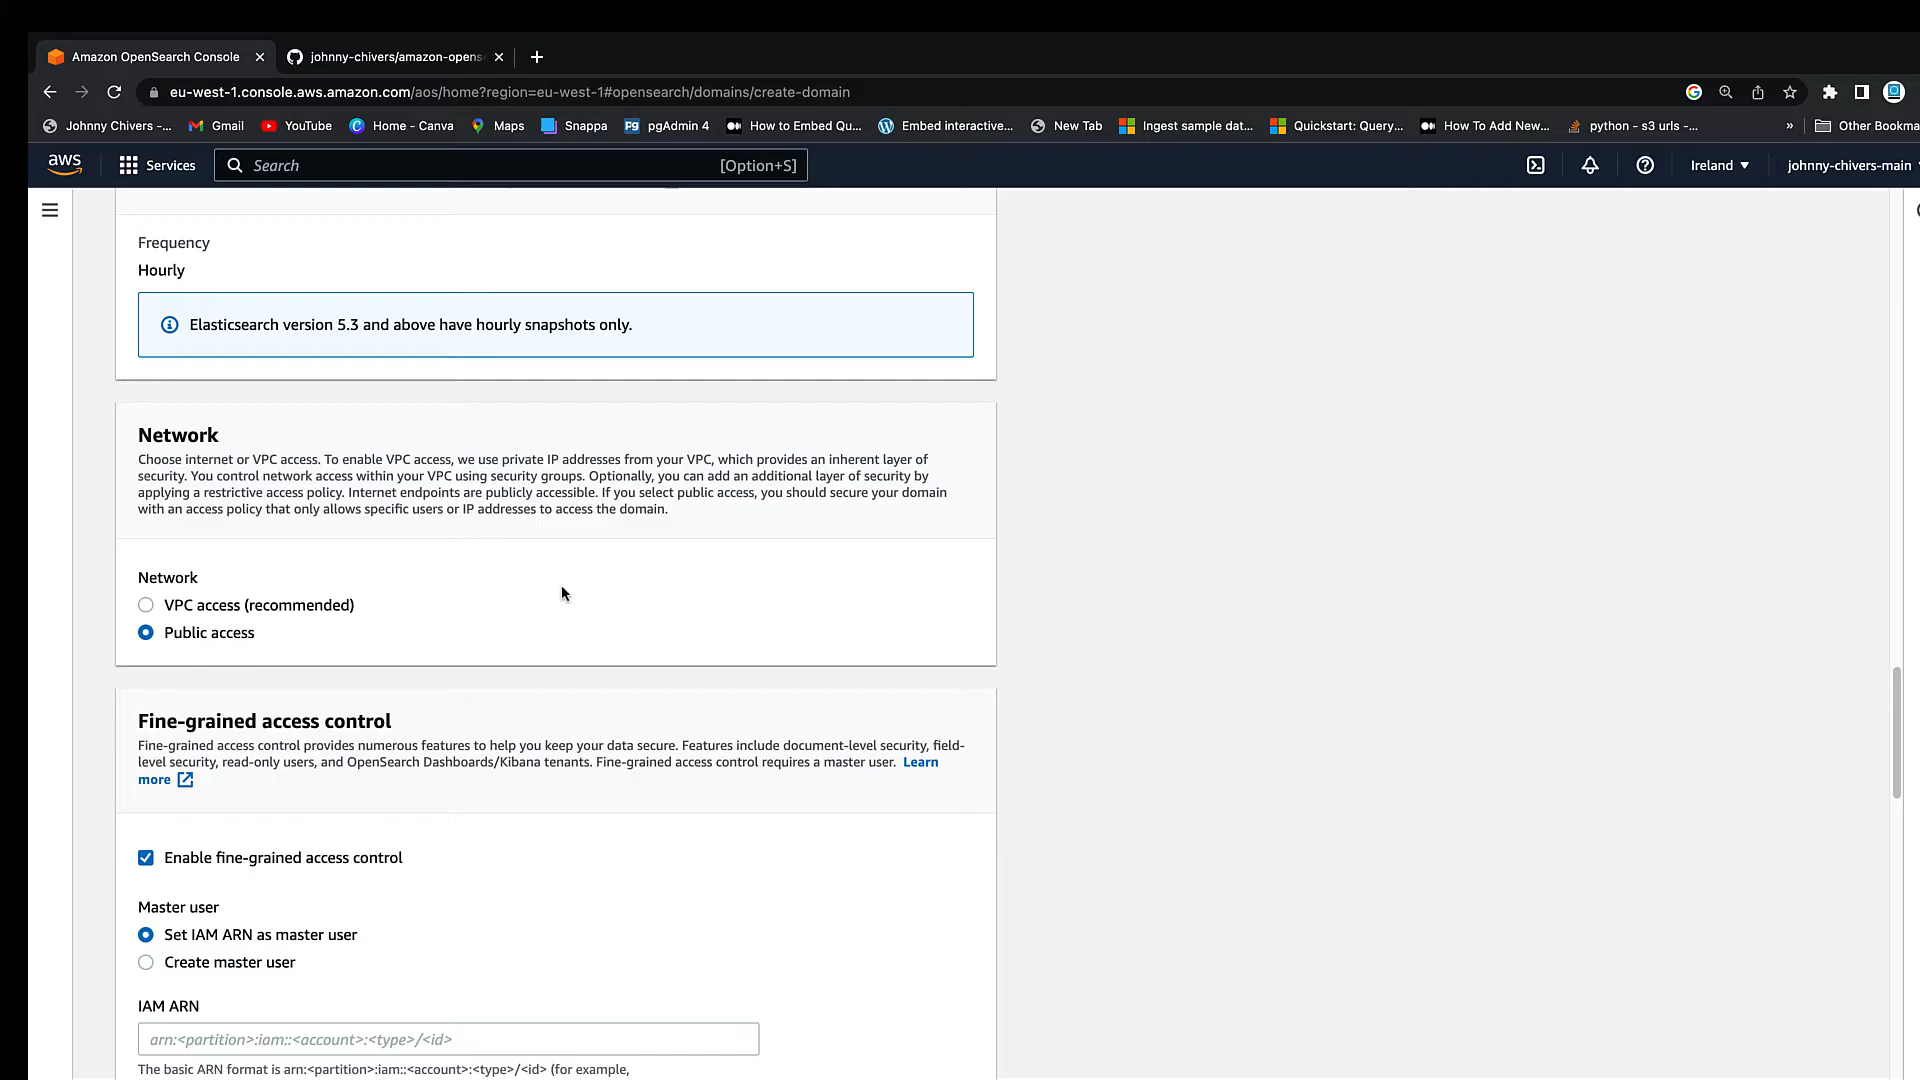 Amazon OpenSearch Console
johnny-chivers/amazon-opens
eu-west-1.console.aws.amazon.com/aos/home?region=eu-west-1#opensearch/domains/create-domain
Johnny Chivers –...
Gmail
YouTube
Home - Canva
Maps
Snappa
pgAdmin 4
How to Embed Qu...
Embed interactive...
New Tab
Ingest sample dat...
Quickstart: Query...
How To Add New...
python - s3 urls -...
»
Other Bookma
aws
Services
Search
[Option+S]
Ireland
johnny-chivers-main
Frequency
Hourly
Elasticsearch version 5.3 and above have hourly snapshots only.
Network
Choose internet or VPC access. To enable VPC access, we use private IP addresses from your VPC, which provides an inherent layer of
security. You control network access within your VPC using security groups. Optionally, you can add an additional layer of security by
applying a restrictive access policy. Internet endpoints are publicly accessible. If you select public access, you should secure your domain
with an access policy that only allows specific users or IP addresses to access the domain.
Network
VPC access (recommended)
Public access
Fine-grained access control
Fine-grained access control provides numerous features to help you keep your data secure. Features include document-level security, field-
level security, read-only users, and OpenSearch Dashboards/Kibana tenants. Fine-grained access control requires a master user. Learn
more
Enable fine-grained access control
Master user
Set IAM ARN as master user
Create master user
IAM ARN
arn:<partition>:iam::<account>:<type>/<id>
The basic ARN format is arn:<partition>:iam::<account>:<type>/<id> (for example,